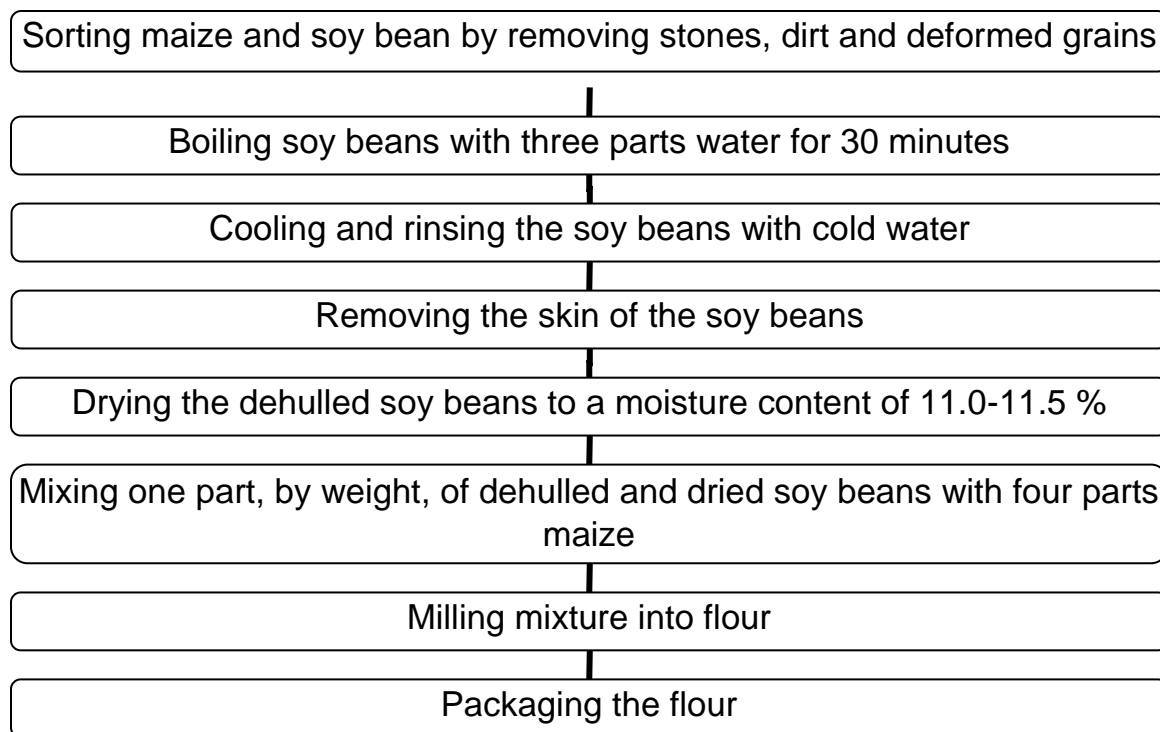 Sorting maize and soy bean by removing stones, dirt and deformed grains
Boiling soy beans with three parts water for 30 minutes
Cooling and rinsing the soy beans with cold water
Removing the skin of the soy beans
Drying the dehulled soy beans to a moisture content of 11.0-11.5 %
Mixing one part, by weight, of dehulled and dried soy beans with four parts
maize
Milling mixture into flour
Packaging the flour